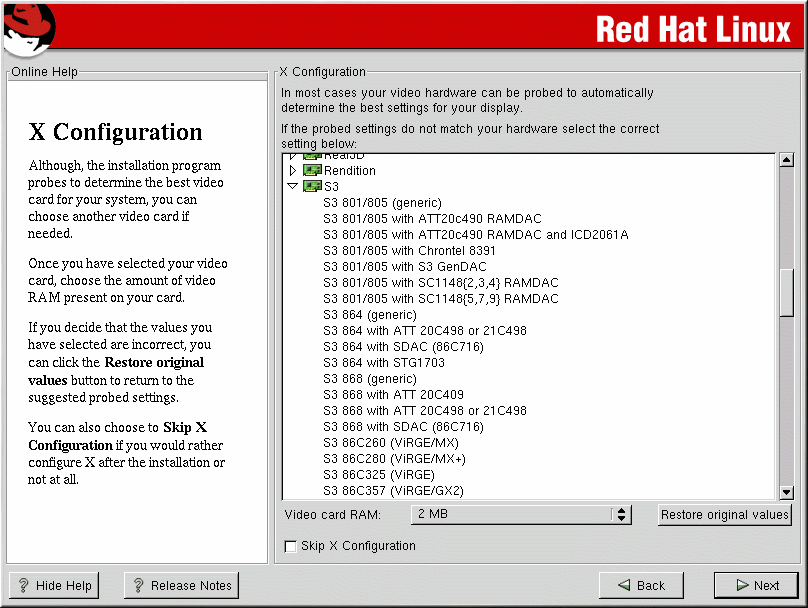 Red Hat Linux
Online Help
X Configuration
Although, the installation program
probes to determine the best video
card for your system, you can
choose another video card if
needed.
Once you have selected your video
card, choose the amount of video
RAM present on your card.
If you decide that the values you
have selected are incorrect, you
can click the Restore original
values button to return to the
suggested probed settings.
You can also choose to Skip X
Configuration if you would rather
configure X after the installation or
not at all.
X Configuration
In most cases your video hardware can be probed to automatically
determine the best settings for your display.
If the probed settings do not match your hardware select the correct
setting below:
Real3D
Rendition
S3
S3 801/805 (generic)
S3 801/805 with ATT20c490 RAMDAC
S3 801/805 with ATT20c490 RAMDAC and ICD2061A
S3 801/805 with Chrontel 8391
S3 801/805 with S3 GenDAC
S3 801/805 with SC1148{2,3,4} RAMDAC
S3 801/805 with SC1148{5,7,9} RAMDAC
S3 864 (generic)
S3 864 with ATT 20C498 or 21C498
S3 864 with SDAC (86C716)
S3 864 with STG1703
S3 868 (generic)
S3 868 with ATT 20C409
S3 868 with ATT 20C498 or 21C498
S3 868 with SDAC (86C716)
S3 86C260 (ViRGE/MX)
S3 86C280 (ViRGE/MX+)
S3 86C325 (ViRGE)
S3 86C357 (ViRGE/GX2)
Video card RAM: 2 MB Restore original values
Skip X Configuration
? Hide Help ? Release Notes Back Next